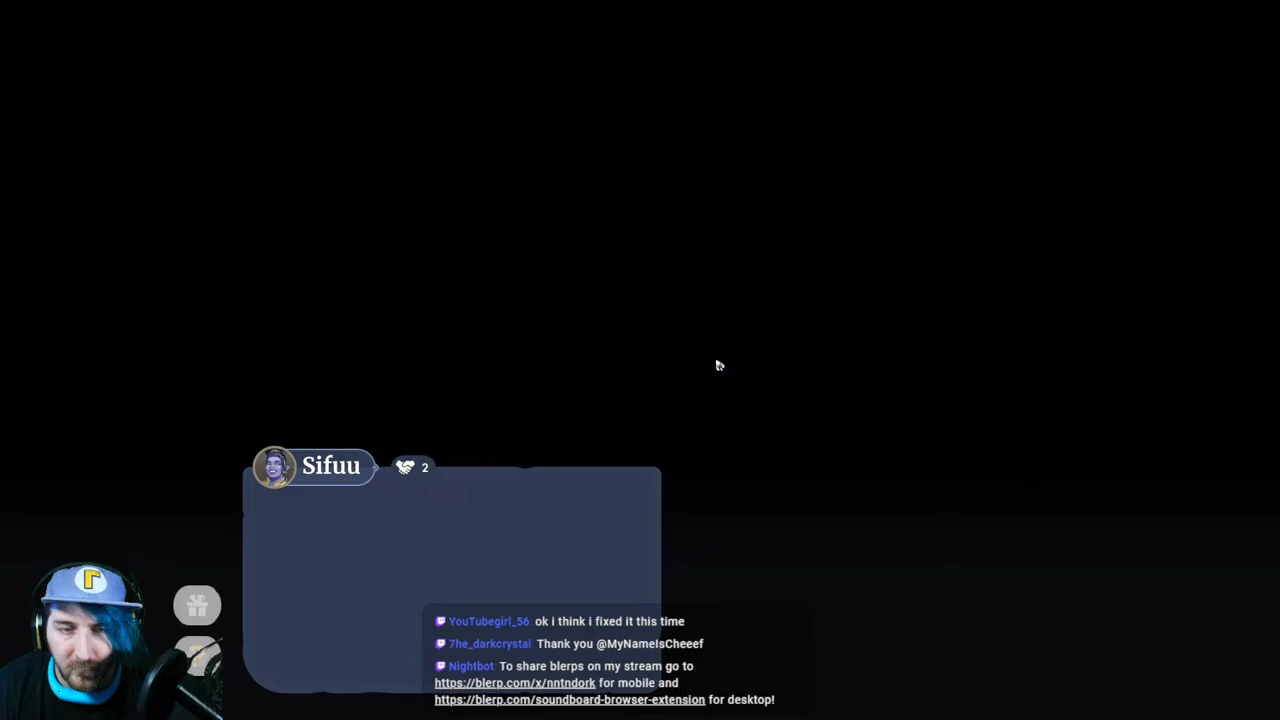 Sifuu
2
YouTubegirl_56 ok i think i fixed it this time
7he_darkcrystal Thank you @MyNameIsCheeef
Nightbot To share blerps on my stream go to
https://blerp.com/x/nntndork for mobile and
https://blerp.com/soundboard-browser-extension for desktop!